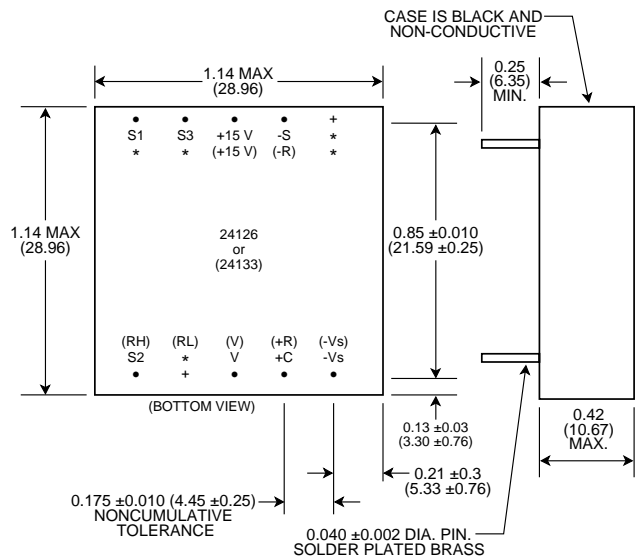 CASE IS BLACK AND
NON-CONDUCTIVE
1.14 MAX
(28.96)
0.25
(6.35)
MIN.
• • • • +
S1 S3 +15 V -S *
* * (+15 V) (-R) *
1.14 MAX
(28.96)
24126
or
(24133)
0.85 ±0.010
(21.59 ±0.25)
(RH) (RL) (V) (+R) (-Vs)
S2 * V +C -Vs
• + • • •
(BOTTOM VIEW)
0.13 ±0.03
(3.30 ±0.76)
0.42
(10.67)
MAX.
0.21 ±0.3
(5.33 ±0.76)
0.175 ±0.010 (4.45 ±0.25)
NONCUMULATIVE
TOLERANCE
0.040 ±0.002 DIA. PIN.
SOLDER PLATED BRASS